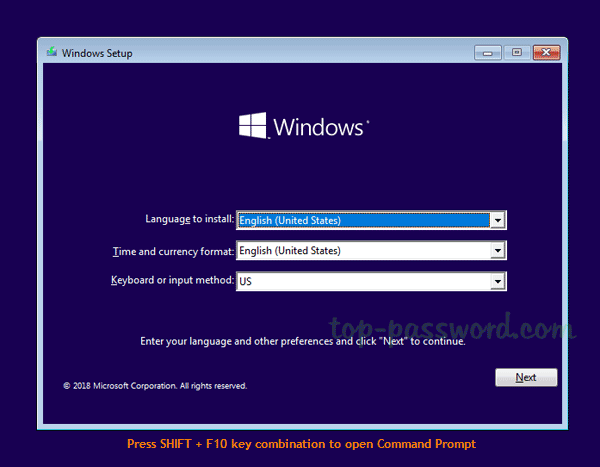 Windows Setup
Windows
Language to install: English (United States)
Time and currency format: English (United States)
Keyboard or input method: US
top-password.com
Enter your language and other preferences and click "Next" to continue.
Next
© 2018 Microsoft Corporation. All rights reserved.
Press SHIFT + F10 key combination to open Command Prompt